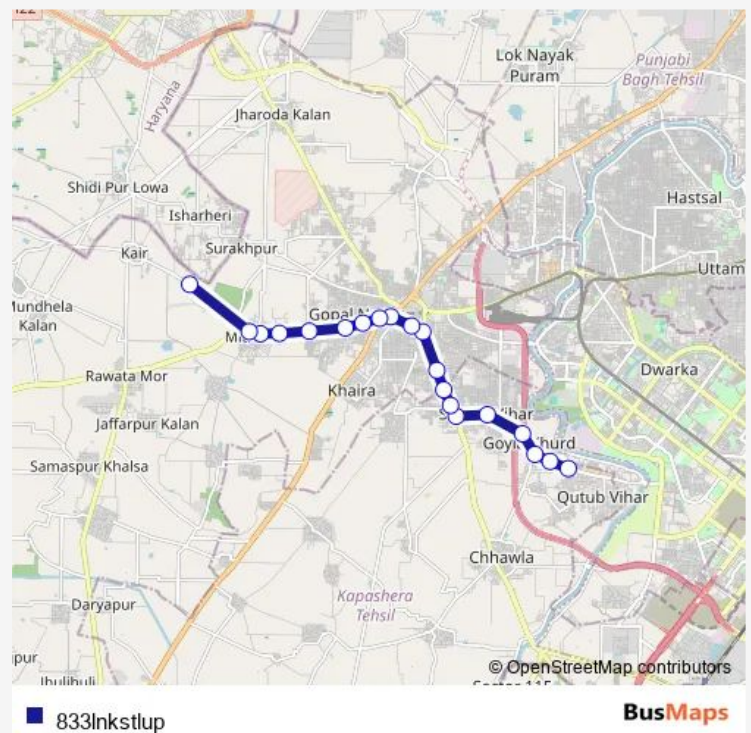 Lok Nayak
Puram
Punjabi
Bagh Tehsil
Haryana
Jharoda Kalan
Shidi Pur Lowa
Hastsal
Isharheri
Kair
Surakhpur
Uttam
Kalan
Dwarka
Rawata Mor
Khaira
Jaffarpur Kalan
Samaspur Khalsa
Qutub Vihar
Chhawla
Kapashera
Tehsil
Daryapur
© OpenStreetMap contributors
833lnkstlup
BusMaps